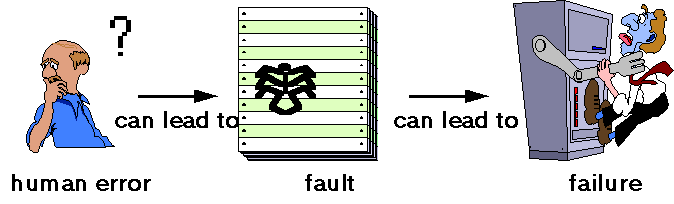 ?
can lead to
can lead to
human error
fault
failure